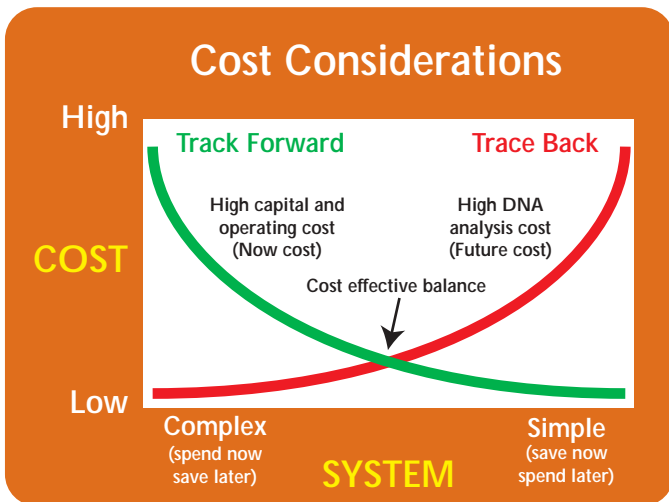 Cost Considerations
High
Track Forward
Trace Back
High capital and
operating cost
(Now cost)
High DNA
analysis cost
(Future cost)
COST
Cost effective balance
Low
Complex
(spend now
save later)
Simple
(save now
spend later)
SYSTEM